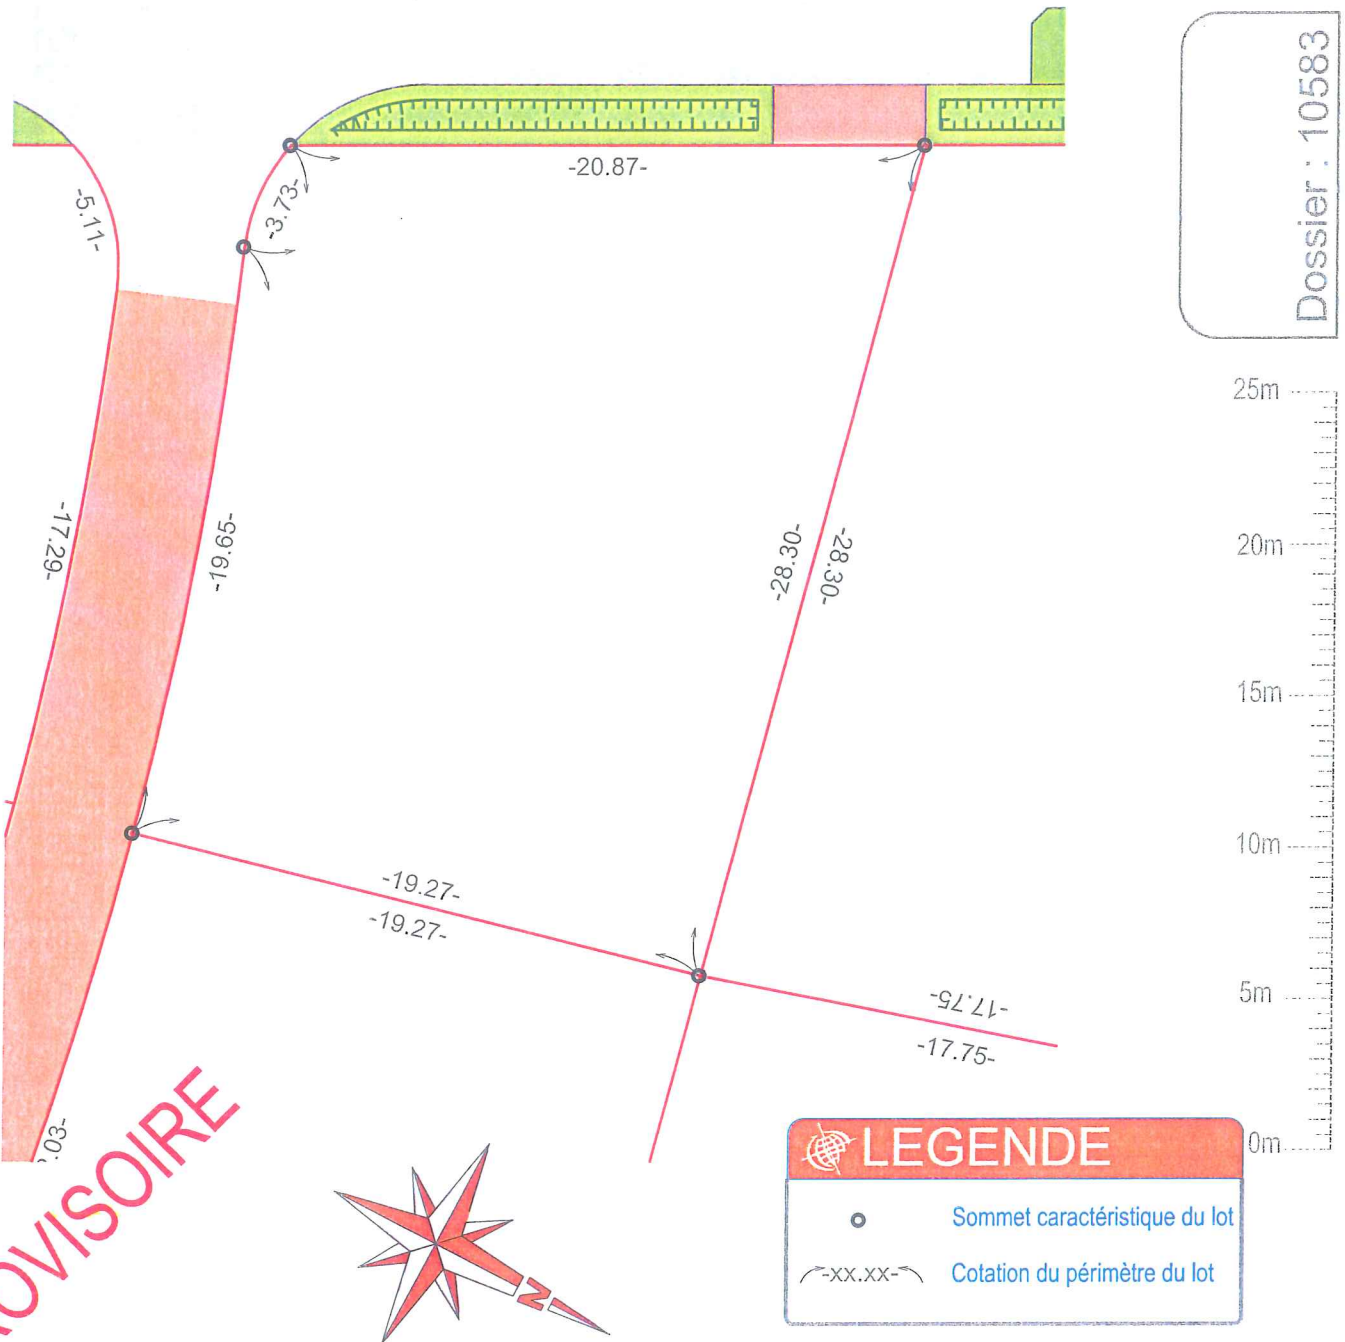 Dossier : 10583
-20.87-
-3.73-
-5.11-
25m
20m
15m
10m
5m
0m
-17.29-
-19.65-
-28.30-
-28.30-
-19.27-
-19.27-
-17.75-
-17.75-
.03-
OVISOIRE
N
LEGENDE
Sommet caractéristique du lot
-xx.xx- Cotation du périmètre du lot